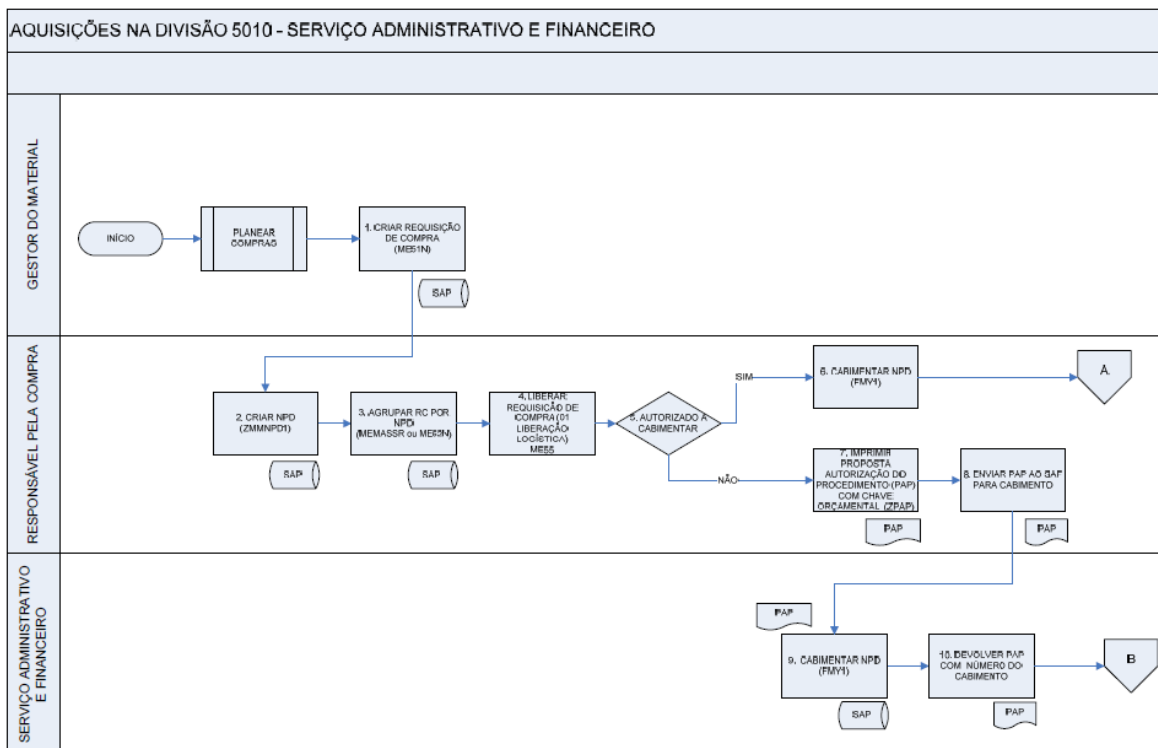 AQUISIÇÕES NA DIVISÃO 5010 - SERVIÇO ADMINISTRATIVO E FINANCEIRO
GESTOR DO MATERIAL
INÍCIO
PLANEAR
COMPRAS
1. CRIAR REQUISIÇÃO
DE COMPRA
(ME51N)
SAP
RESPONSÁVEL PELA COMPRA
2. CRIAR NPD
(ZMMNPD1)
SAP
3. AGRUPAR RC POR
NPD
(MEMASSR ou ME52N)
SAP
4. LIBERAR
REQUISIÇÃO DE
COMPRA (01
LIBERAÇÃO
LOGÍSTICA)
ME55
5. AUTORIZADO A
CABIMENTAR
SIM
6. CABIMENTAR NPD
(FMY1)
A
NÃO
7. IMPRIMIR
PROPOSTA
AUTORIZAÇÃO DO
PROCEDIMENTO (PAP)
COM CHAVE
ORÇAMENTAL (ZPAP)
PAP
8. ENVIAR PAP AO SAF
PARA CABIMENTO
PAP
SERVIÇO ADMINISTRATIVO
E FINANCEIRO
PAP
9. CABIMENTAR NPD
(FMY1)
SAP
10. DEVOLVER PAP
COM NÚMERO DO
CABIMENTO
PAP
B